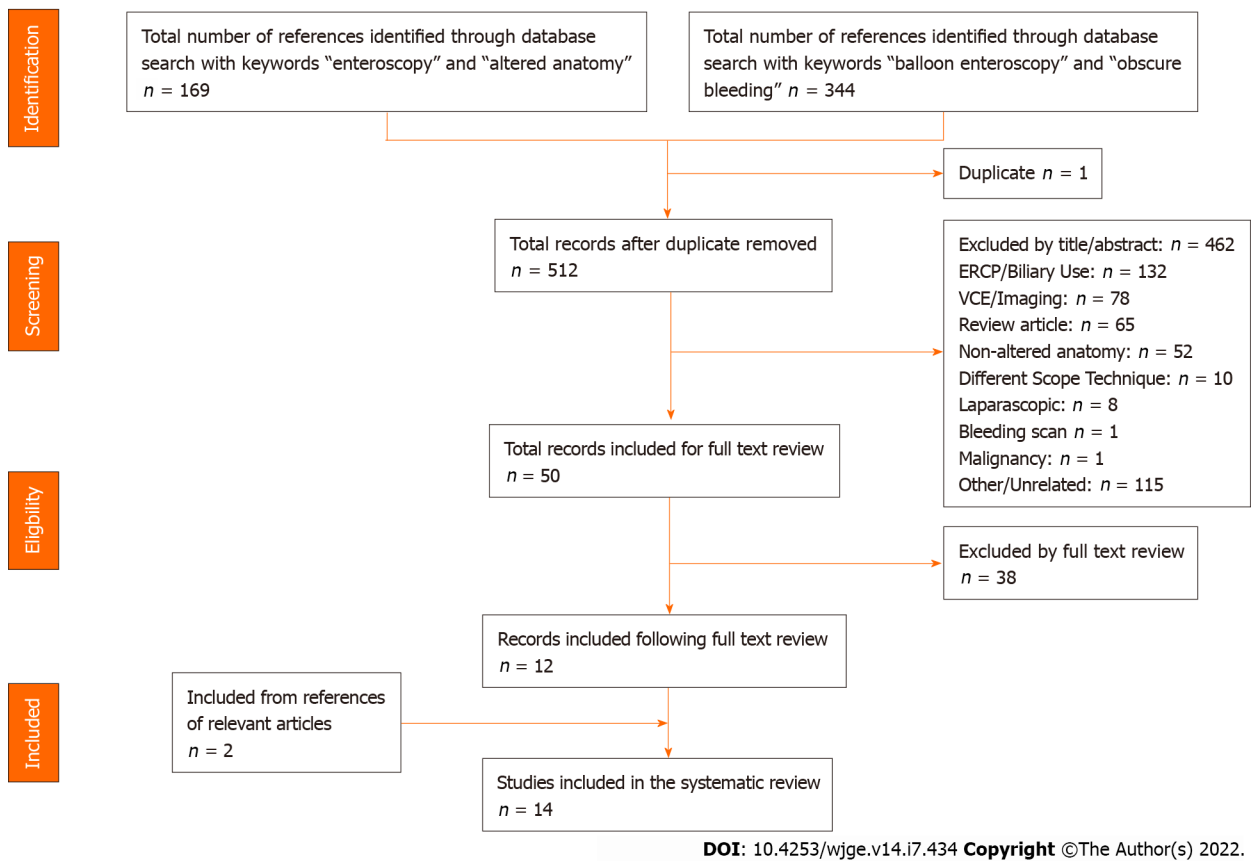 Identification
Total number of references identified through database
search with keywords “enteroscopy” and “altered anatomy”
n = 169
Total number of references identified through database
search with keywords “balloon enteroscopy” and “obscure
bleeding” n = 344
Duplicate n = 1
Screening
Total records after duplicate removed
n = 512
Excluded by title/abstract: n = 462
ERCP/Biliary Use: n = 132
VCE/Imaging: n = 78
Review article: n = 65
Non-altered anatomy: n = 52
Different Scope Technique: n = 10
Laparascopic: n = 8
Bleeding scan n = 1
Malignancy: n = 1
Other/Unrelated: n = 115
Eligbility
Total records included for full text review
n = 50
Excluded by full text review
n = 38
Records included following full text review
n = 12
Included
Included from references
of relevant articles
n = 2
Studies included in the systematic review
n = 14
DOI: 10.4253/wjge.v14.i7.434 Copyright ©The Author(s) 2022.